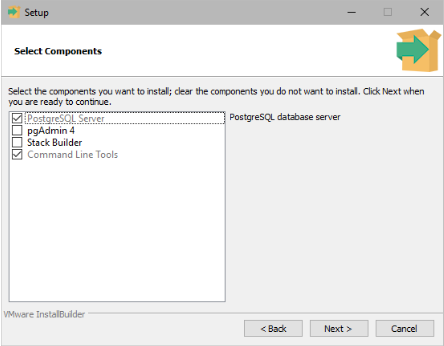 Setup
Select Components
Select the components you want to install; clear the components you do not want to install. Click Next when
you are ready to continue.
PostgreSQL Server
pgAdmin 4
Stack Builder
Command Line Tools
PostgreSQL database server
VMware InstallBuilder
< Back
Next >
Cancel